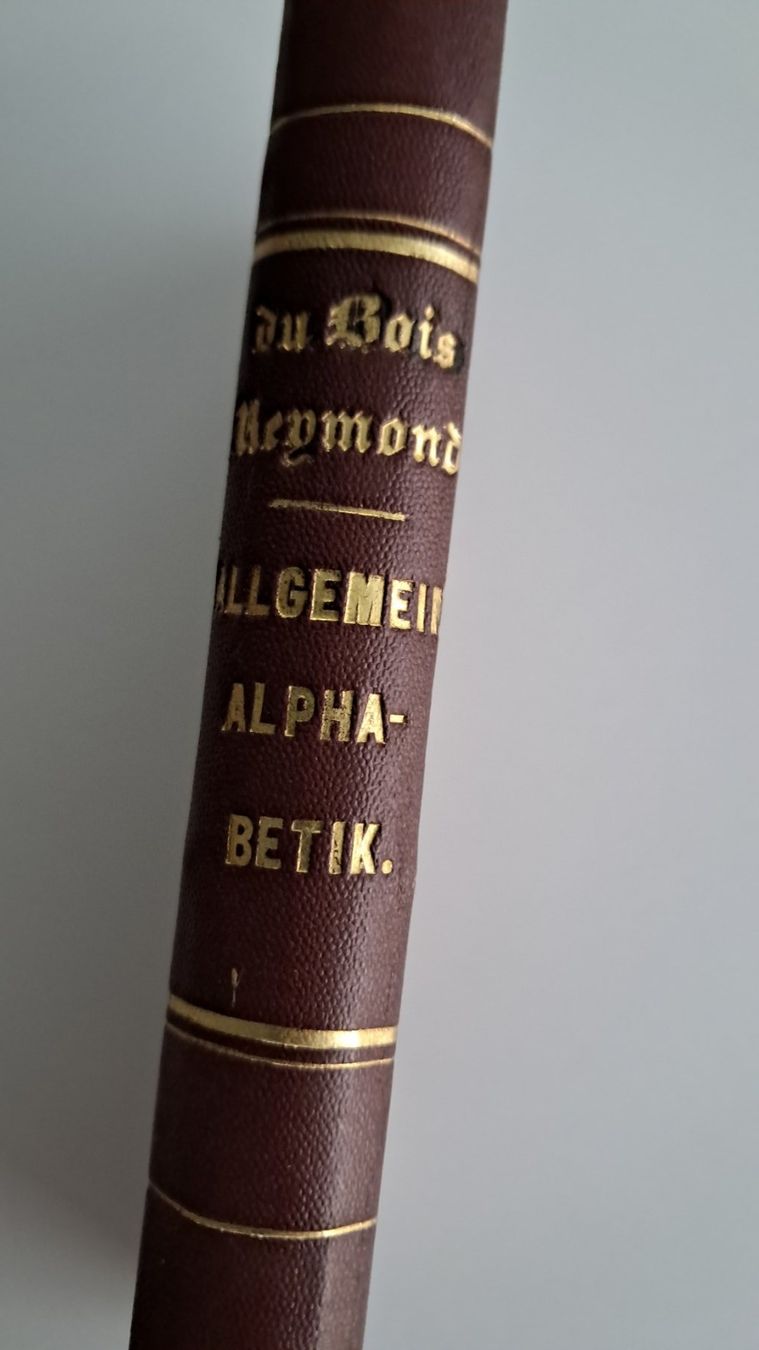 du Bois
Reymond
ALLGEMEIN
ALPHA-
BETIK.